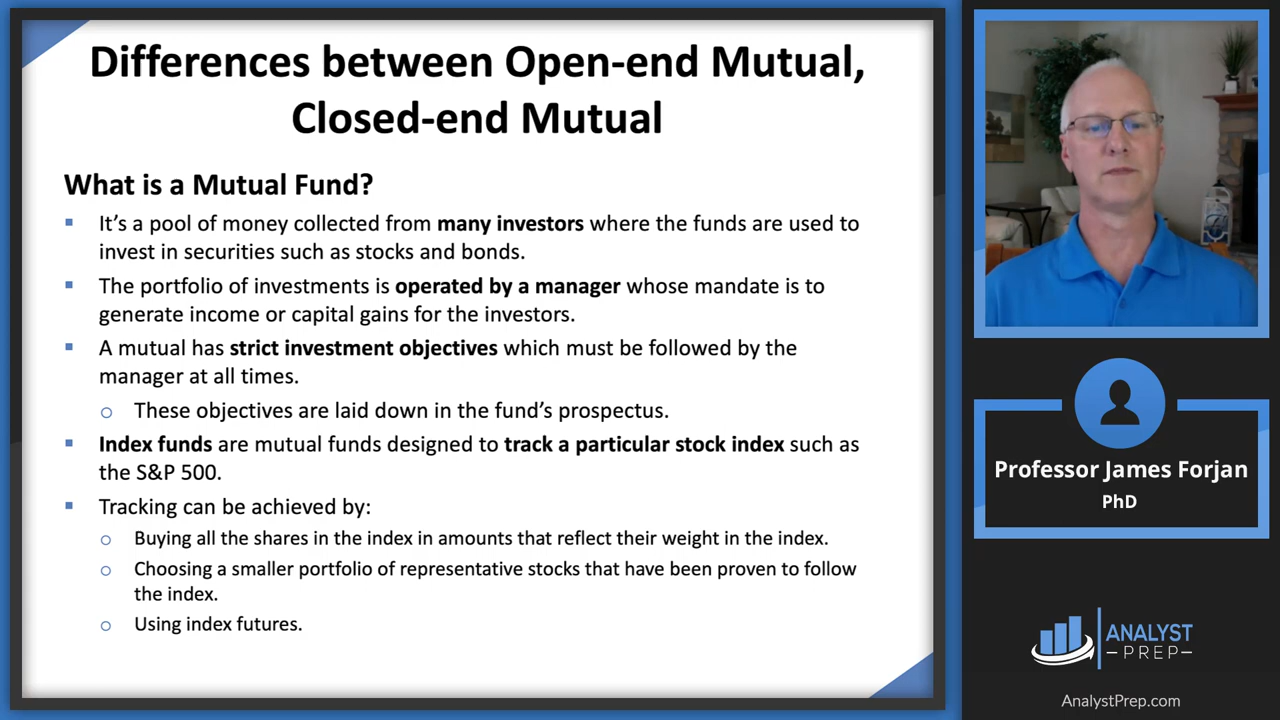 Differences between Open-end Mutual,
Closed-end Mutual
What is a Mutual Fund?
▪ It's a pool of money collected from many investors where the funds are used to
invest in securities such as stocks and bonds.
▪ The portfolio of investments is operated by a manager whose mandate is to
generate income or capital gains for the investors.
▪ A mutual has strict investment objectives which must be followed by the
manager at all times.
o These objectives are laid down in the fund's prospectus.
▪ Index funds are mutual funds designed to track a particular stock index such as
the S&P 500.
▪ Tracking can be achieved by:
o Buying all the shares in the index in amounts that reflect their weight in the index.
o Choosing a smaller portfolio of representative stocks that have been proven to follow
the index.
o Using index futures.
Professor James Forjan
PhD
ANALYST
–PREP–
AnalystPrep.com